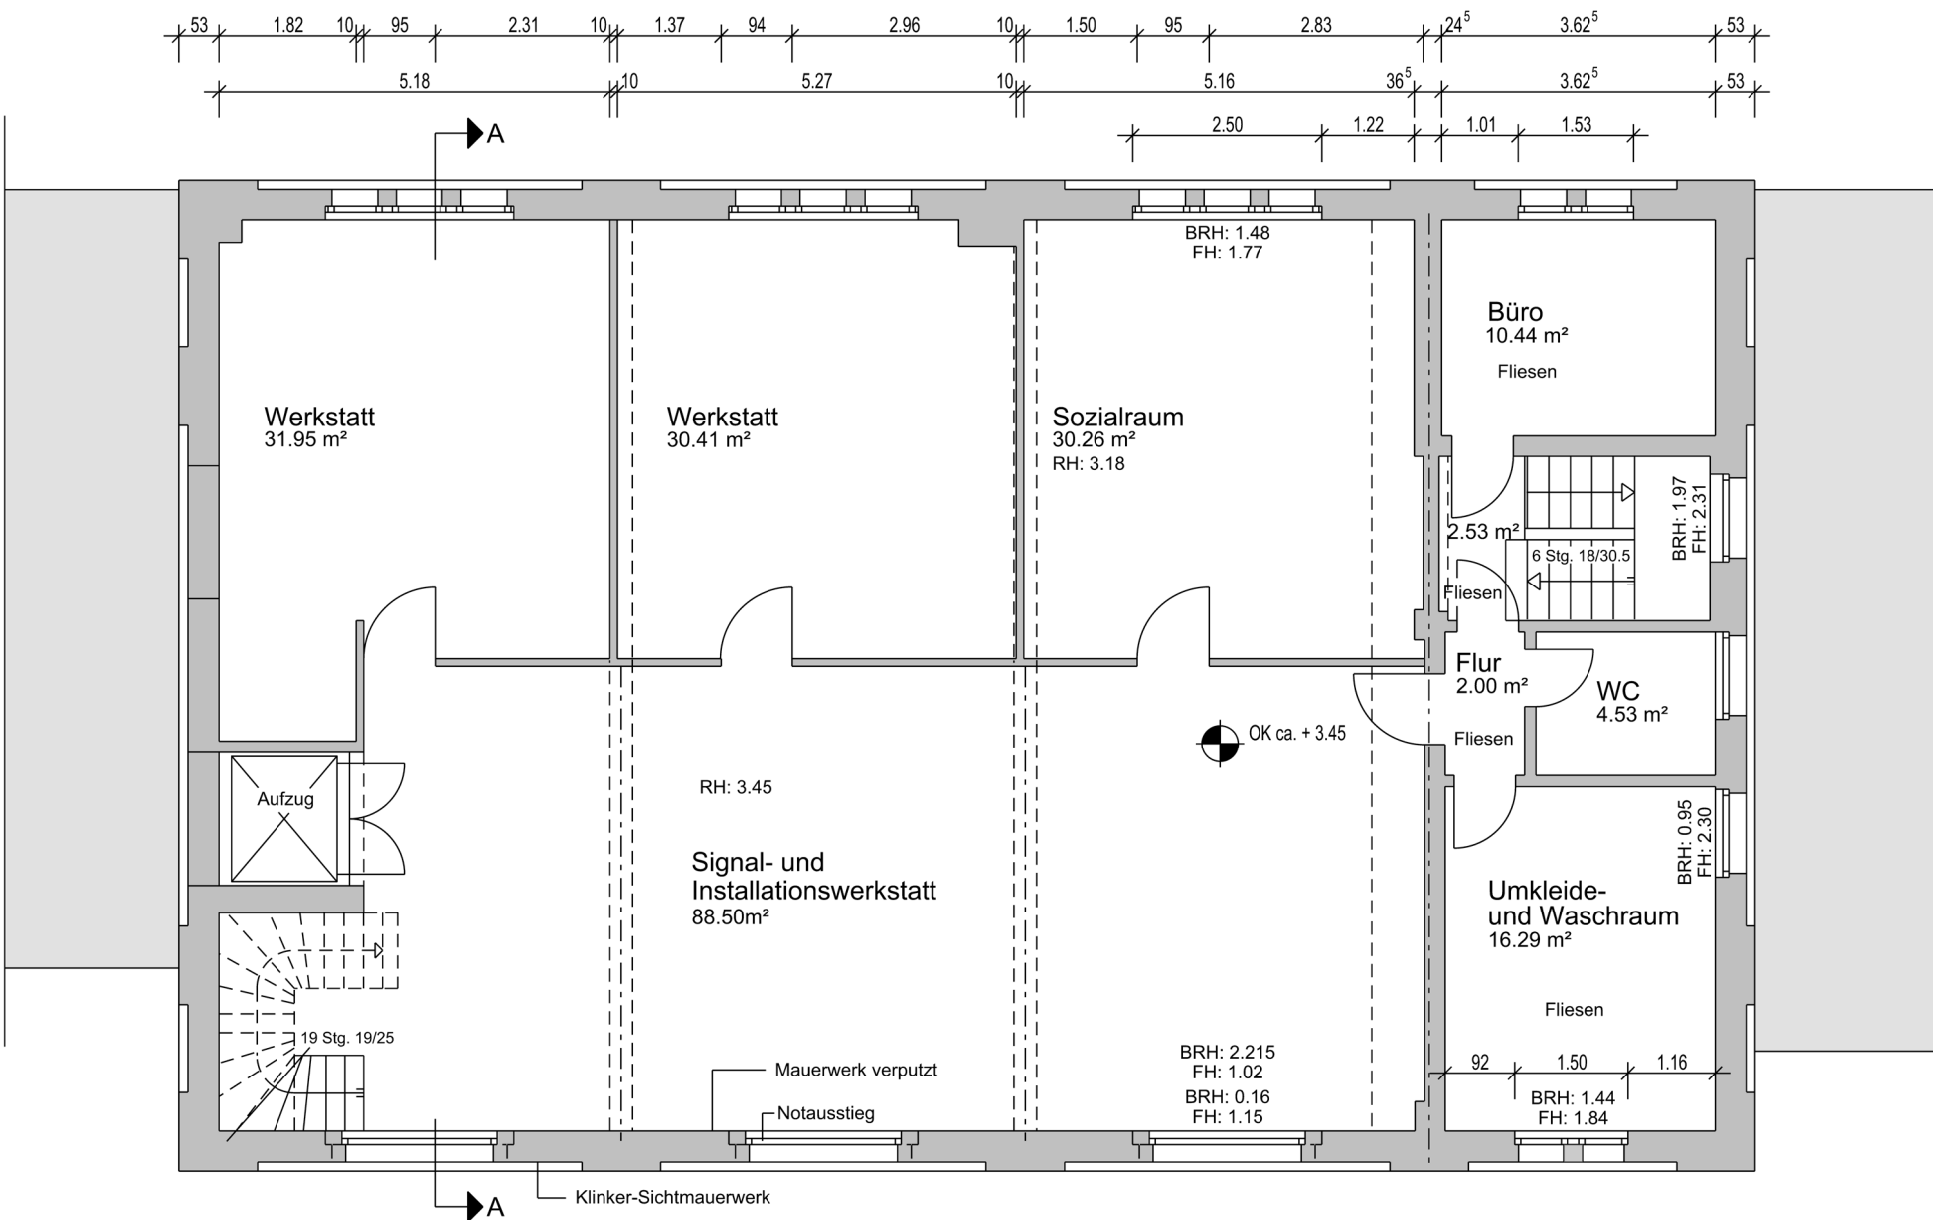 53 1.82 10 95 2.31 10 1.37 94 2.96 10 1.50 95 2.83 24⁵ 3.62⁵ 53
5.18 10 5.27 10 5.16 36⁵ 3.62⁵ 53
2.50 1.22 1.01 1.53
A
BRH: 1.48
FH: 1.77
Büro
10.44 m²
Fliesen
Werkstatt
31.95 m²
Werkstatt
30.41 m²
Sozialraum
30.26 m²
RH: 3.18
BRH: 1.97
FH: 2.31
2.53 m²
6 Stg. 18/30.5
Fliesen
Flur
2.00 m²
Fliesen
WC
4.53 m²
OK ca. + 3.45
Aufzug
RH: 3.45
Signal- und
Installationswerkstatt
88.50m²
BRH: 0.95
FH: 2.30
Umkleide-
und Waschraum
16.29 m²
Fliesen
19 Stg. 19/25
Mauerwerk verputzt
Notausstieg
BRH: 2.215
FH: 1.02
BRH: 0.16
FH: 1.15
92 1.50 1.16
BRH: 1.44
FH: 1.84
Klinker-Sichtmauerwerk
A